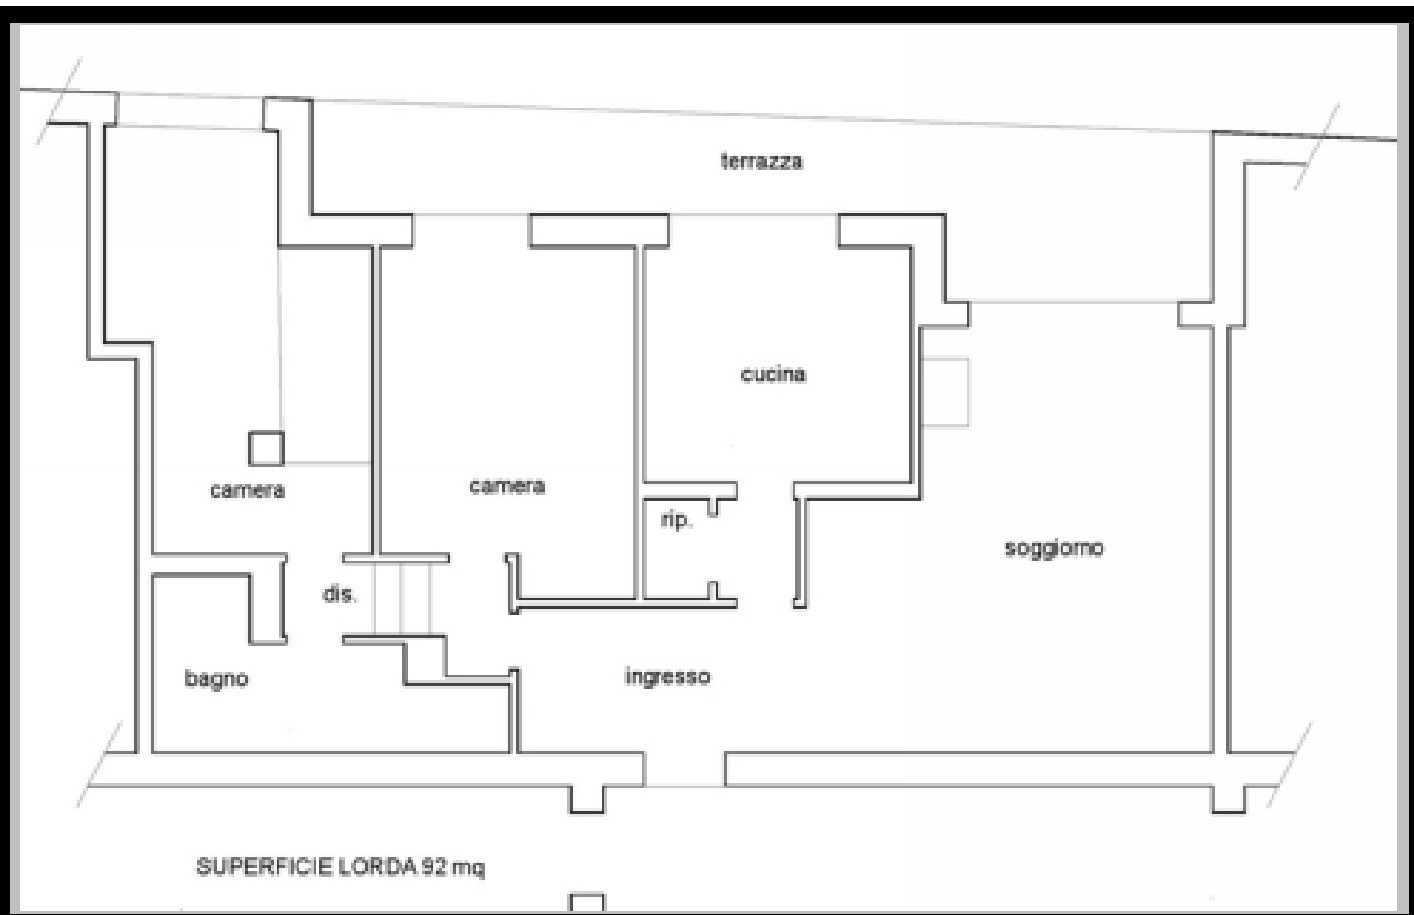 terrazza
cucina
camera
camera
rip.
soggiorno
dis.
bagno
ingresso
SUPERFICIE LORDA 92 mq